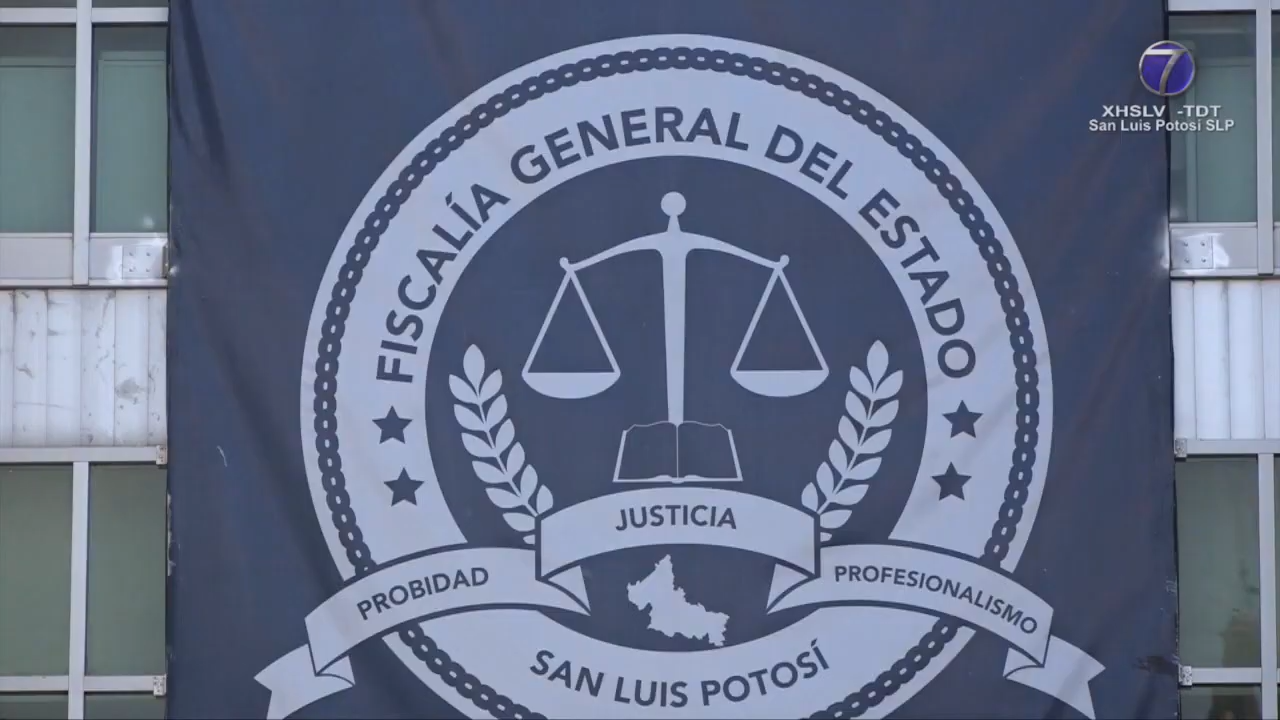 7
XHSLV -TDT
San Luis Potosí SLP
FISCALÍA GENERAL DEL ESTADO
JUSTICIA
PROBIDAD
PROFESIONALISMO
SAN LUIS POTOSÍ